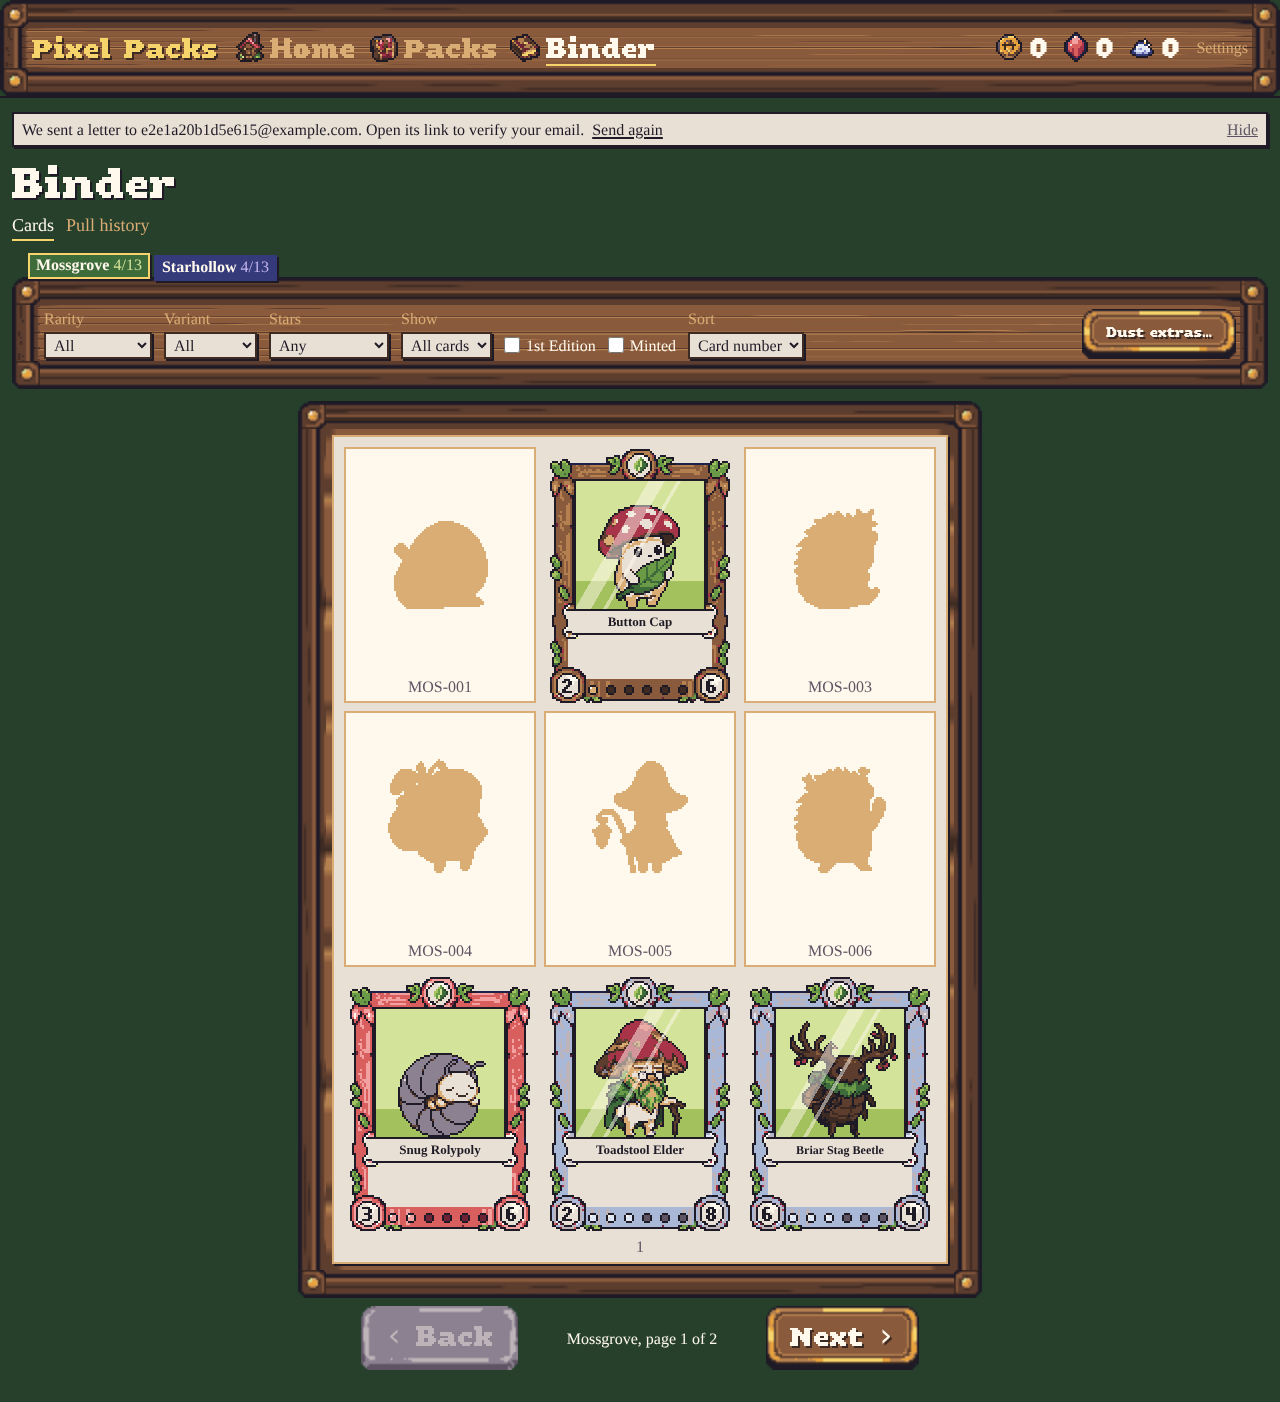 Pixel Packs Home Packs Binder 0 0 0 Settings
We sent a letter to e2e1a20b1d5e615@example.com. Open its link to verify your email. Send again Hide
Binder
Cards Pull history
Mossgrove 4/13 Starhollow 4/13
Rarity Variant Stars Show Sort
All All Any All cards 1st Edition Minted Card number Dust extras...
MOS-001 Button Cap 2 6 MOS-003
MOS-004 MOS-005 MOS-006
Snug Rolypoly Toadstool Elder Briar Stag Beetle
3 6 2 8 6 4
1
‹ Back Mossgrove, page 1 of 2 Next ›